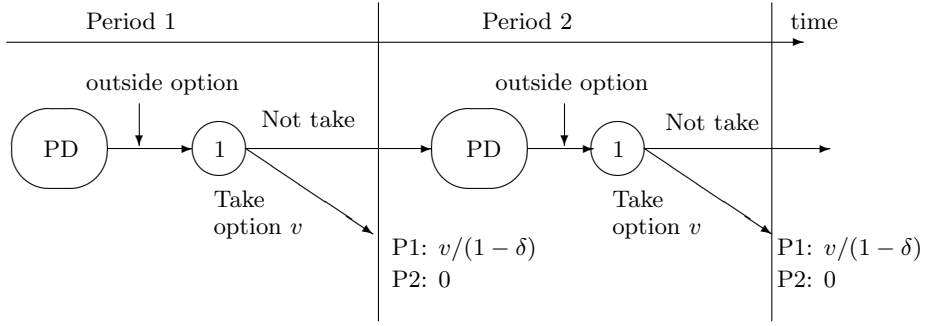 Period 1
Period 2
time
outside option
outside option
PD
1
Not take
PD
1
Not take
Take
option v
Take
option v
P1: v/(1 − δ)
P2: 0
P1: v/(1 − δ)
P2: 0